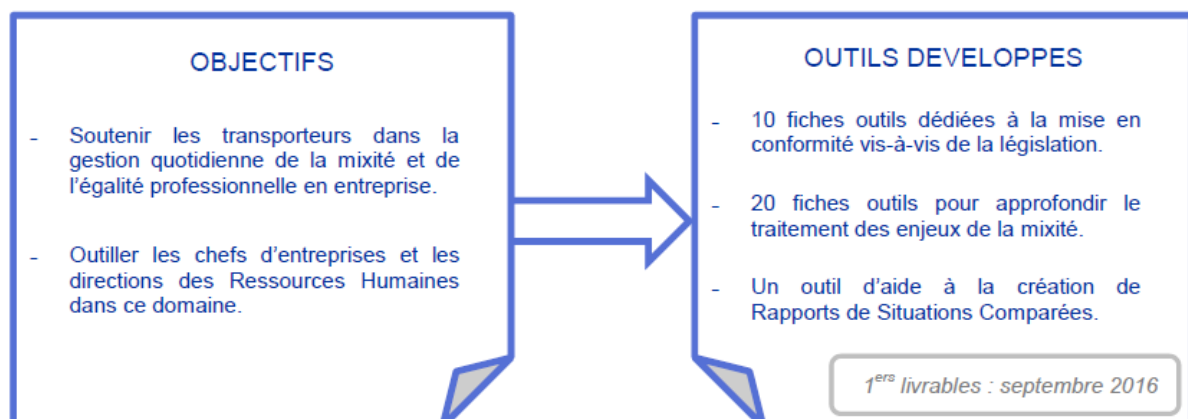 OBJECTIFS
- Soutenir les transporteurs dans la
gestion quotidienne de la mixité et de
l'égalité professionnelle en entreprise.
- Outiller les chefs d'entreprises et les
directions des Ressources Humaines
dans ce domaine.
OUTILS DEVELOPPES
- 10 fiches outils dédiées à la mise en
conformité vis-à-vis de la législation.
- 20 fiches outils pour approfondir le
traitement des enjeux de la mixité.
- Un outil d'aide à la création de
Rapports de Situations Comparées.
1ers livrables : septembre 2016